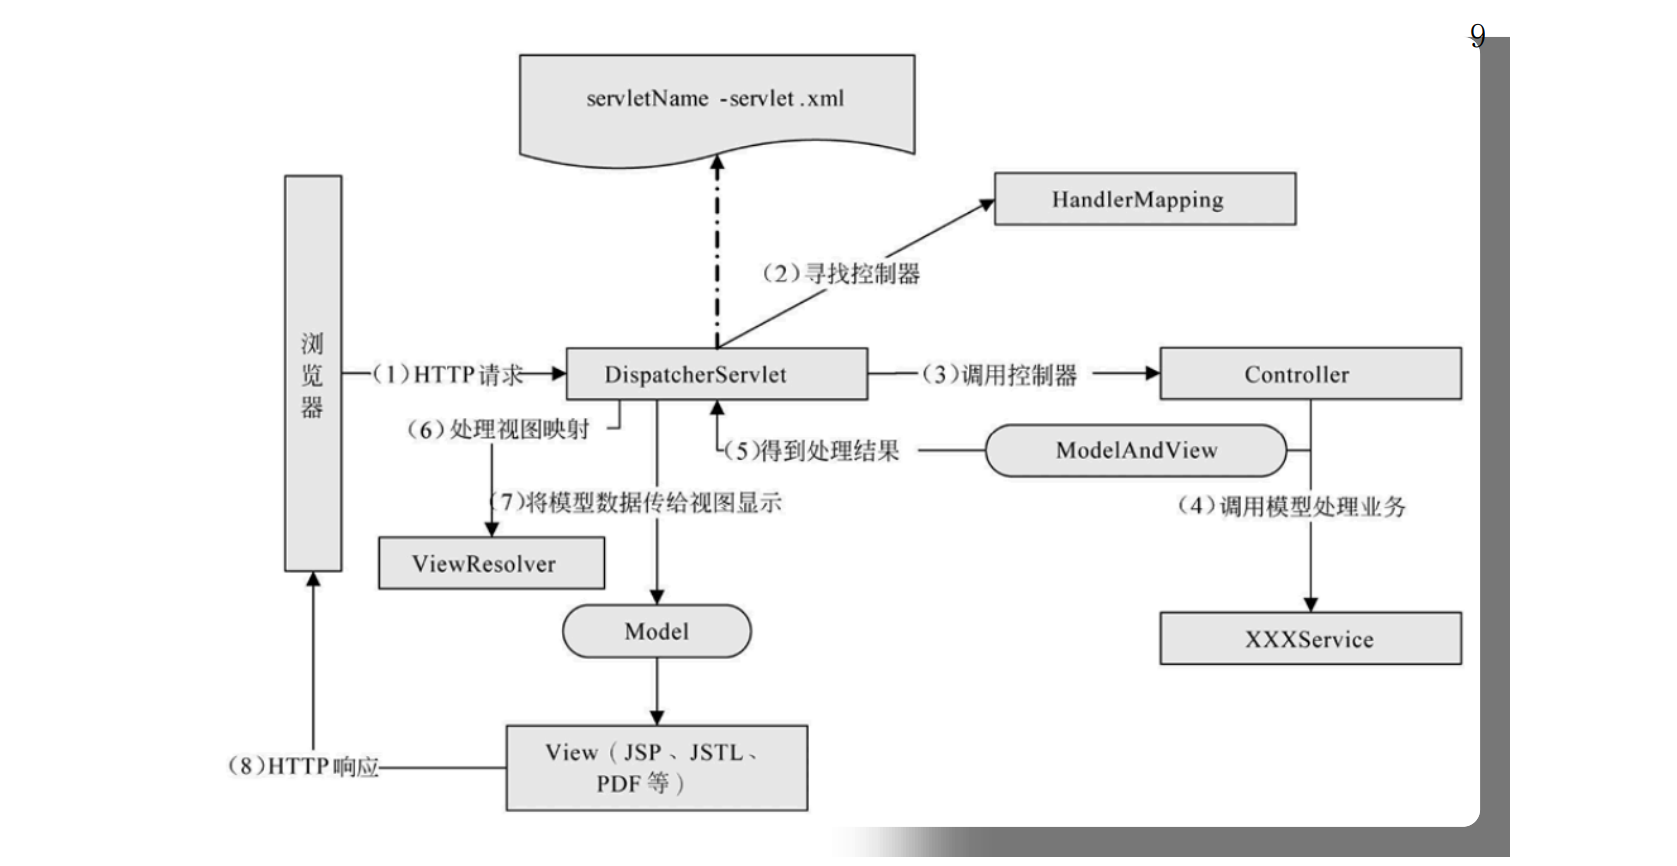 9
servletName -servlet.xml
HandlerMapping
(2)寻找控制器
浏
览
器
(1)HTTP请求
DispatcherServlet
(3)调用控制器
Controller
(6)处理视图映射
(5)得到处理结果
ModelAndView
(7)将模型数据传给视图显示
(4)调用模型处理业务
ViewResolver
Model
XXXService
(8)HTTP响应
View(JSP、JSTL、
PDF等)